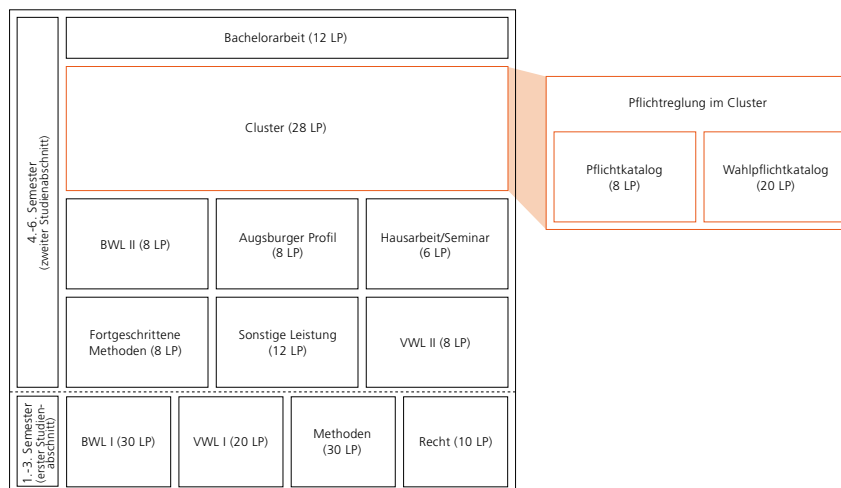 Bachelorarbeit (12 LP)
Cluster (28 LP)
Pflichtreglung im Cluster
Pflichtkatalog
(8 LP)
Wahlpflichtkatalog
(20 LP)
4.-6. Semester
(zweiter Studienabschnitt)
BWL II (8 LP)
Augsburger Profil
(8 LP)
Hausarbeit/Seminar
(6 LP)
Fortgeschrittene
Methoden (8 LP)
Sonstige Leistung
(12 LP)
VWL II (8 LP)
1.-3. Semester
(erster Studien-
abschnitt)
BWL I (30 LP)
VWL I (20 LP)
Methoden
(30 LP)
Recht (10 LP)